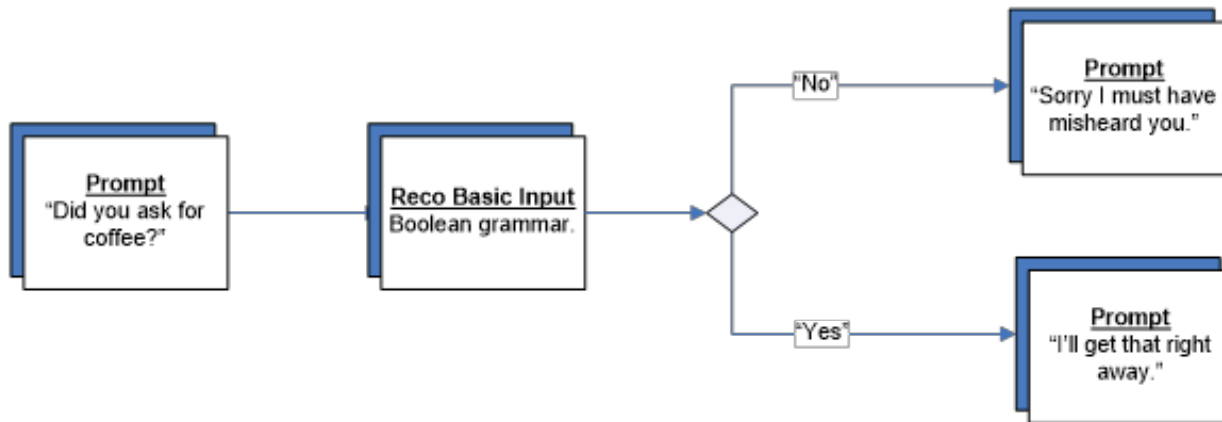 Prompt
“Did you ask for
coffee?”
Reco Basic Input
Boolean grammar.
“No”
Prompt
“Sorry I must have
misheard you.”
“Yes”
Prompt
“I’ll get that right
away.”